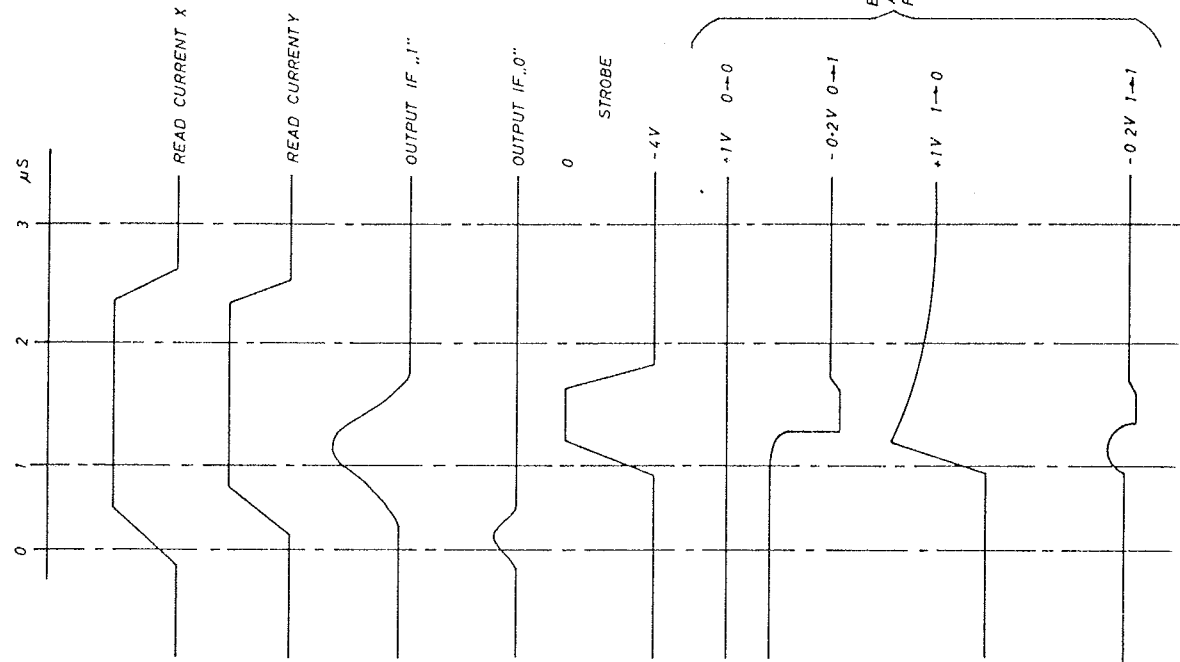 μS
0 1 2 3
READ CURRENT X
READ CURRENT Y
OUTPUT IF „1"
OUTPUT IF „0"
0
STROBE
-4V
+1V 0→0
-0·2V 0→1
+1V 1→0
-0·2V 1→1